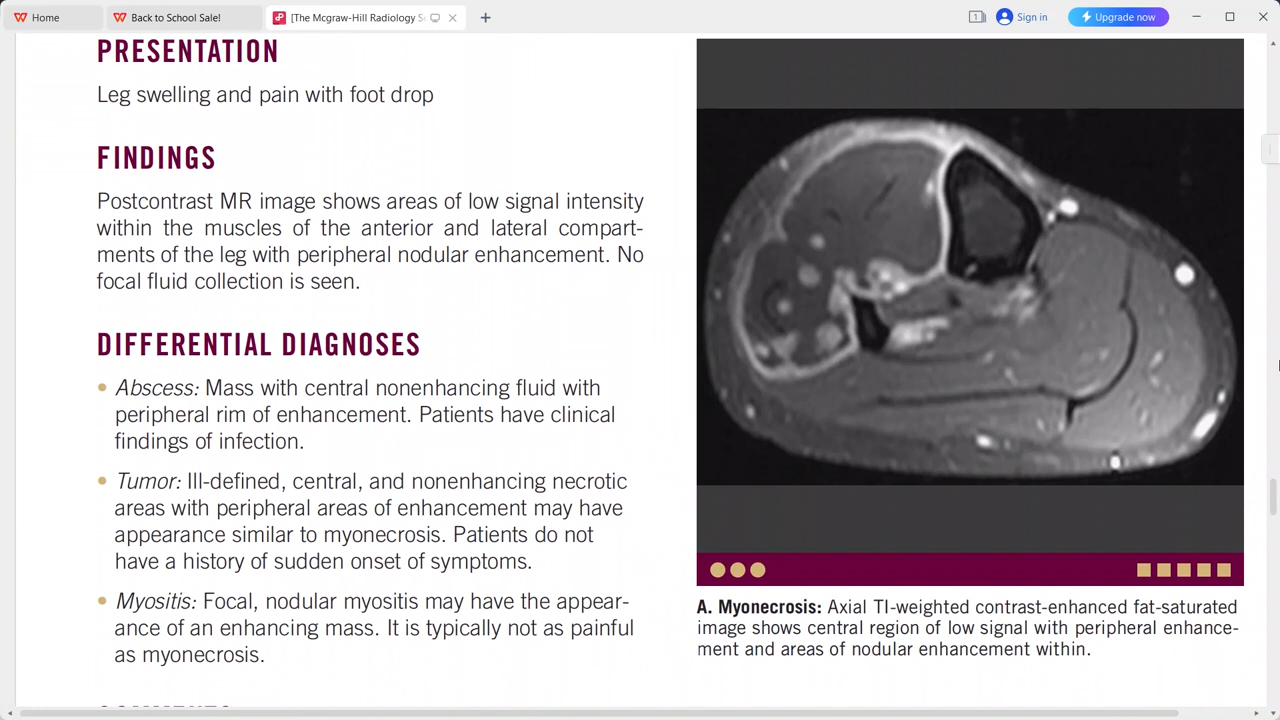 Home
Back to School Sale!
[The Mcgraw-Hill Radiology S
1
Sign in
Upgrade now
PRESENTATION
Leg swelling and pain with foot drop
FINDINGS
Postcontrast MR image shows areas of low signal intensity
within the muscles of the anterior and lateral compart-
ments of the leg with peripheral nodular enhancement. No
focal fluid collection is seen.
DIFFERENTIAL DIAGNOSES
• Abscess: Mass with central nonenhancing fluid with
peripheral rim of enhancement. Patients have clinical
findings of infection.
• Tumor: Ill-defined, central, and nonenhancing necrotic
areas with peripheral areas of enhancement may have
appearance similar to myonecrosis. Patients do not
have a history of sudden onset of symptoms.
• Myositis: Focal, nodular myositis may have the appear-
ance of an enhancing mass. It is typically not as painful
as myonecrosis.
A. Myonecrosis: Axial TI-weighted contrast-enhanced fat-saturated
image shows central region of low signal with peripheral enhance-
ment and areas of nodular enhancement within.